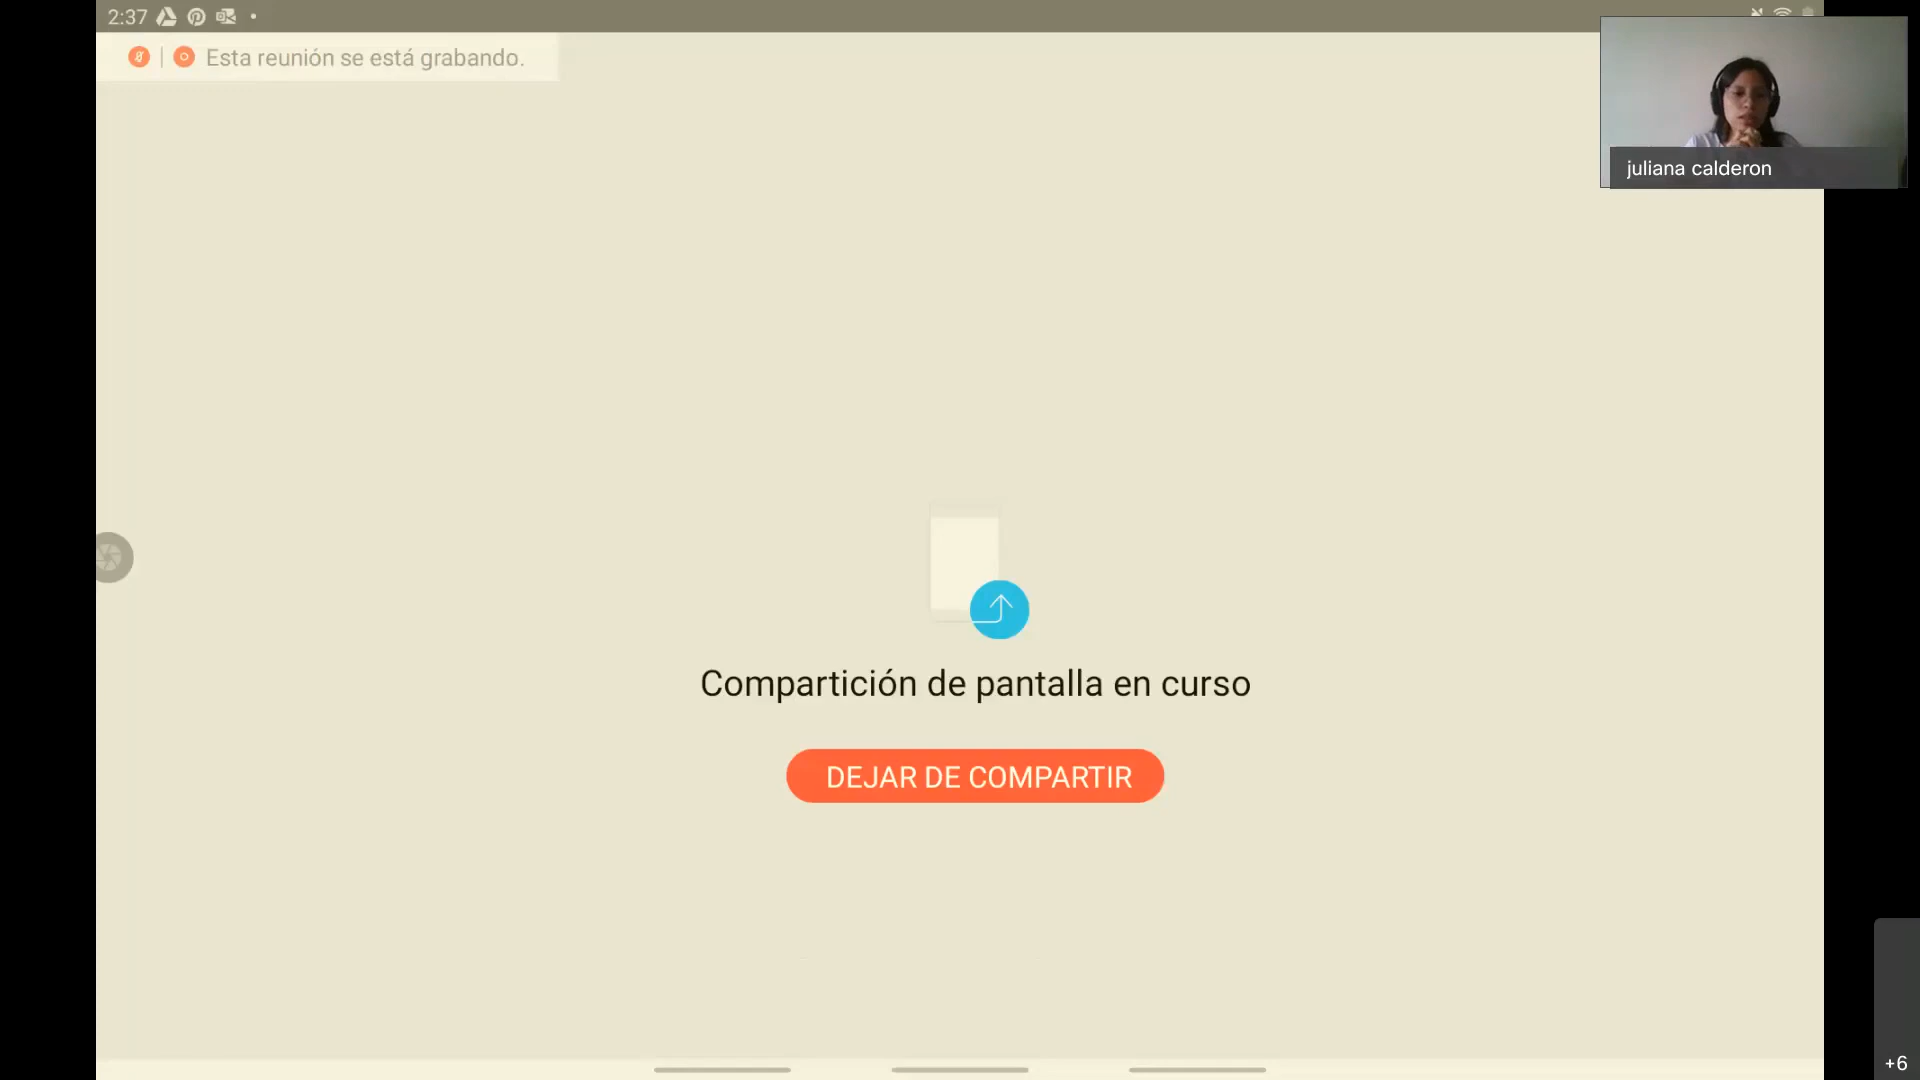 2:37
Esta reunión se está grabando.
juliana calderon
Compartición de pantalla en curso
DEJAR DE COMPARTIR
+6